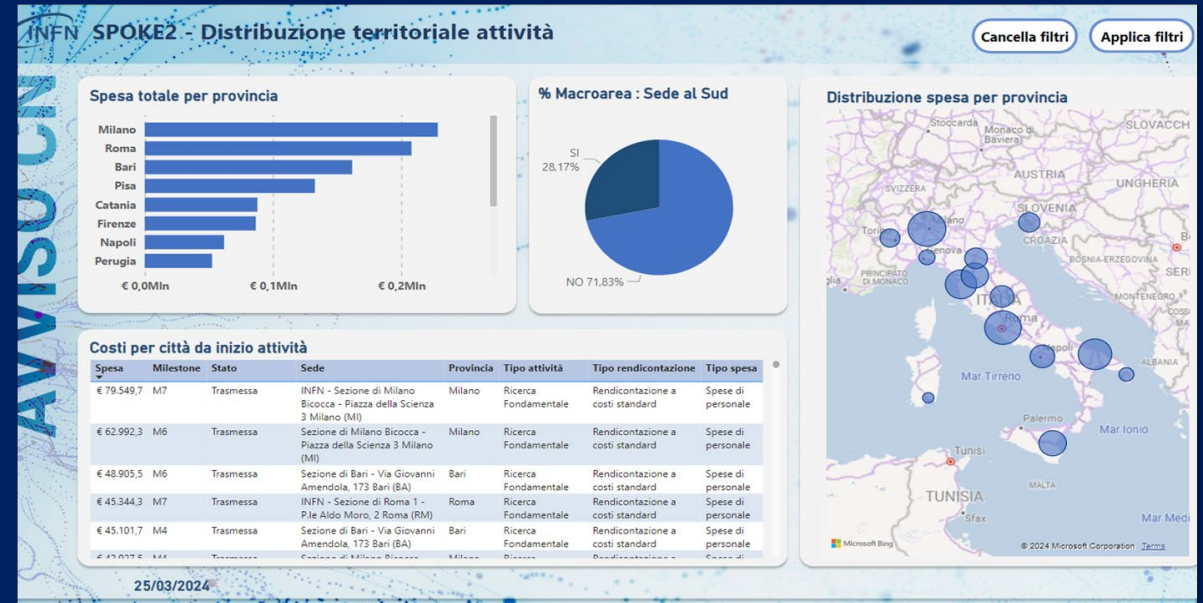 INFN SPOKE2 - Distribuzione territoriale attività
Cancella filtri
Applica filtri
AVVISO CN
Spesa totale per provincia
Milano
Roma
Bari
Pisa
Catania
Firenze
Napoli
Perugia
€ 0,0Mln € 0,1Mln € 0,2Mln
% Macroarea : Sede al Sud
SI
28,17%
NO 71,83%
Distribuzione spesa per provincia
Stoccarda
Monaco di
Baviera
SLOVACCH
AUSTRIA
UNGHERIA
SVIZZERA
SLOVENIA
Milano
Torino
CROAZIA
Genova
BOSNIA-ERZEGOVINA
SERI
PRINCIPATO
DI MONACO
ITALIA
MONTENEGRO
Roma
Napoli
ALBANIA
Mar Tirreno
Palermo
Mar Ionio
Tunisi
MALTA
TUNISIA
Sfax
Mar Medi
Microsoft Bing
© 2024 Microsoft Corporation Terms
Costi per città da inizio attività
Spesa Milestone Stato Sede Provincia Tipo attività Tipo rendicontazione Tipo spesa
€ 79.549,7 M7 Trasmessa INFN - Sezione di Milano Milano Ricerca Rendicontazione a Spese di
Bicocca - Piazza della Scienza Fondamentale costi standard personale
3 Milano (MI)
€ 62.992,3 M6 Trasmessa Sezione di Milano Bicocca - Milano Ricerca Rendicontazione a Spese di
Piazza della Scienza 3 Milano Fondamentale costi standard personale
(MI)
€ 48.905,5 M6 Trasmessa Sezione di Bari - Via Giovanni Bari Ricerca Rendicontazione a Spese di
Amendola, 173 Bari (BA) Fondamentale costi standard personale
€ 45.344,3 M7 Trasmessa INFN - Sezione di Roma 1 - Roma Ricerca Rendicontazione a Spese di
P.le Aldo Moro, 2 Roma (RM) Fondamentale costi standard personale
€ 45.101,7 M4 Trasmessa Sezione di Bari - Via Giovanni Bari Ricerca Rendicontazione a Spese di
Amendola, 173 Bari (BA) Fondamentale costi standard personale
25/03/2024